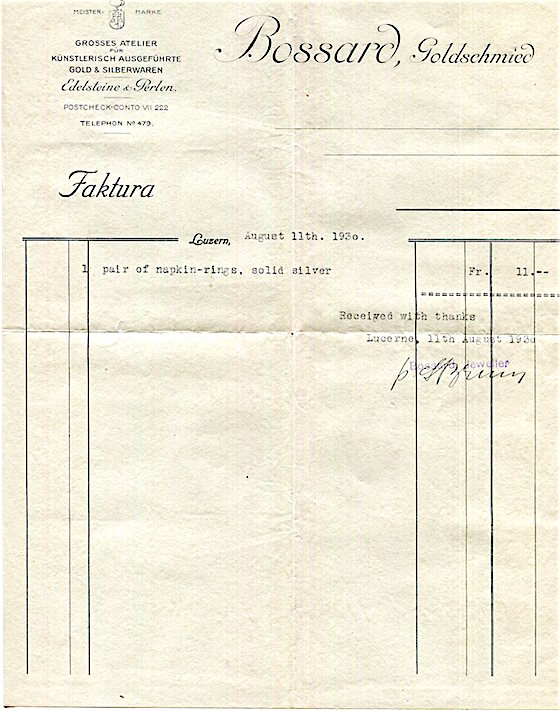 MEISTER- MARKE
GROSSES ATELIER
FÜR
KÜNSTLERISCH AUSGEFÜHRTE
GOLD & SILBERWAREN
Edelsteine & Perlen.
POSTCHECK-CONTO VII 222
TELEPHON No 479.
Bossard, Goldschmied
Faktura
Luzern, August 11th. 1930.
1 pair of napkin-rings, solid silver Fr. 11.--
Received with thanks
Lucerne, 11th August 1930
Bossard, Jeweller